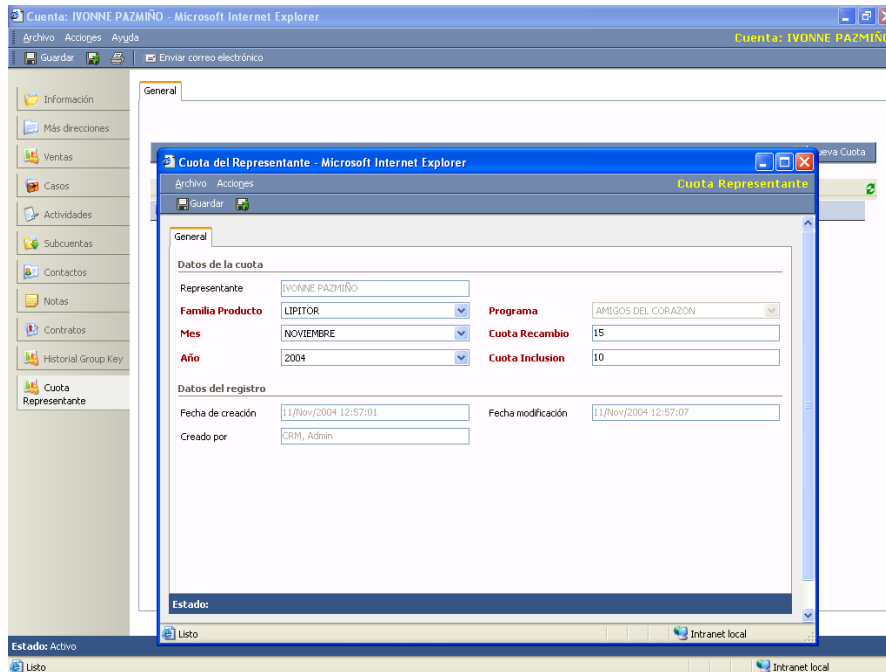 Cuenta: IVONNE PAZMIÑO - Microsoft Internet Explorer
Archivo Acciones Ayuda
Cuenta: IVONNE PAZMIÑO
Guardar Enviar correo electrónico
General
Información
Más direcciones
Ventas
Casos
Actividades
Subcuentas
Contactos
Notas
Contratos
Historial Group Key
Cuota
Representante
Cuota
Cuota del Representante - Microsoft Internet Explorer
Archivo Acciones
Cuota Representante
Guardar
General
Datos de la cuota
Representante IVONNE PAZMIÑO
Familia Producto LIPITOR Programa AMIGOS DEL CORAZON
Mes NOVIEMBRE Cuota Recambio 15
Año 2004 Cuota Inclusion 10
Datos del registro
Fecha de creación 11/Nov/2004 12:57:01 Fecha modificación 11/Nov/2004 12:57:07
Creado por CRM, Admin
Estado:
Listo Intranet local
Estado: Activo
Listo Intranet local